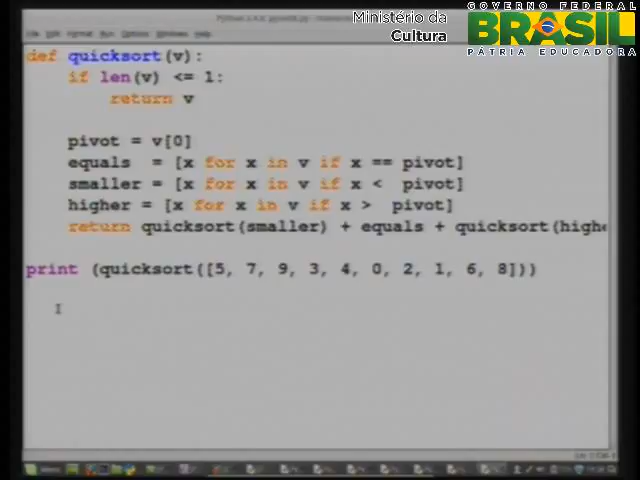 Ministério da
Cultura
GOVERNO FEDERAL
BRASIL
PÁTRIA EDUCADORA
def quicksort(v):
    if len(v) <= 1:
        return v
    pivot = v[0]
    equals  = [x for x in v if x == pivot]
    smaller = [x for x in v if x <  pivot]
    higher = [x for x in v if x >  pivot]
    return quicksort(smaller) + equals + quicksort(highe
print (quicksort([5, 7, 9, 3, 4, 0, 2, 1, 6, 8]))